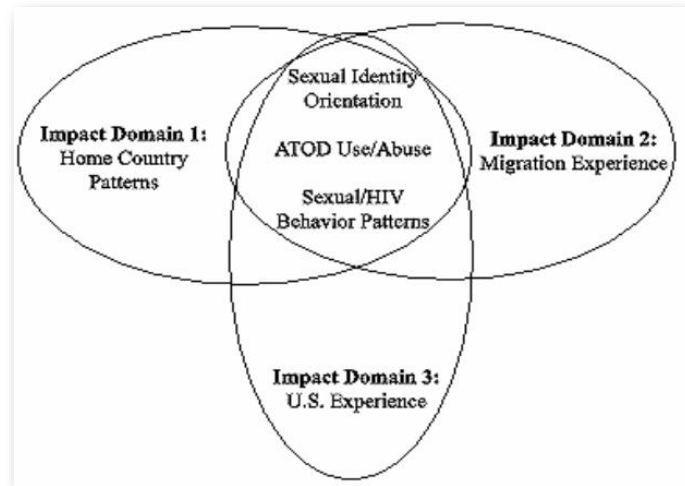 Sexual Identity
Orientation
Impact Domain 1:
Home Country
Patterns
ATOD Use/Abuse
Impact Domain 2:
Migration Experience
Sexual/HIV
Behavior Patterns
Impact Domain 3:
U.S. Experience